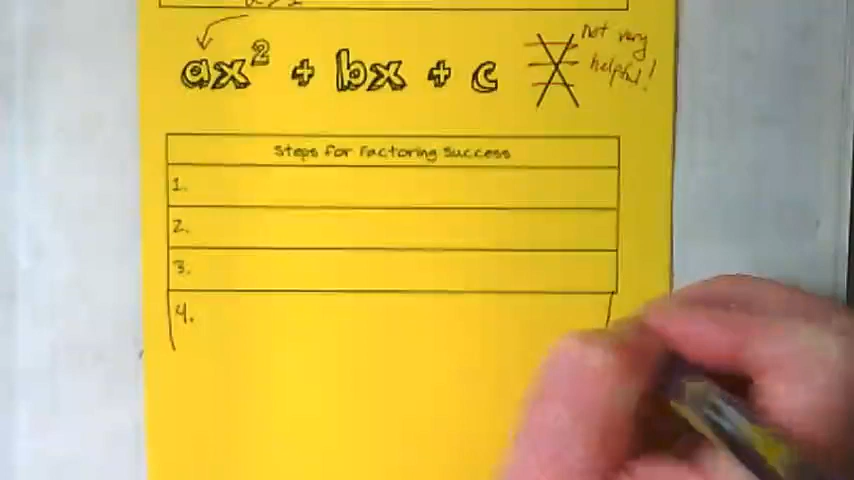 ax² + bx + c
not very
helpful!
Steps for Factoring Success
1.
2.
3.
4.